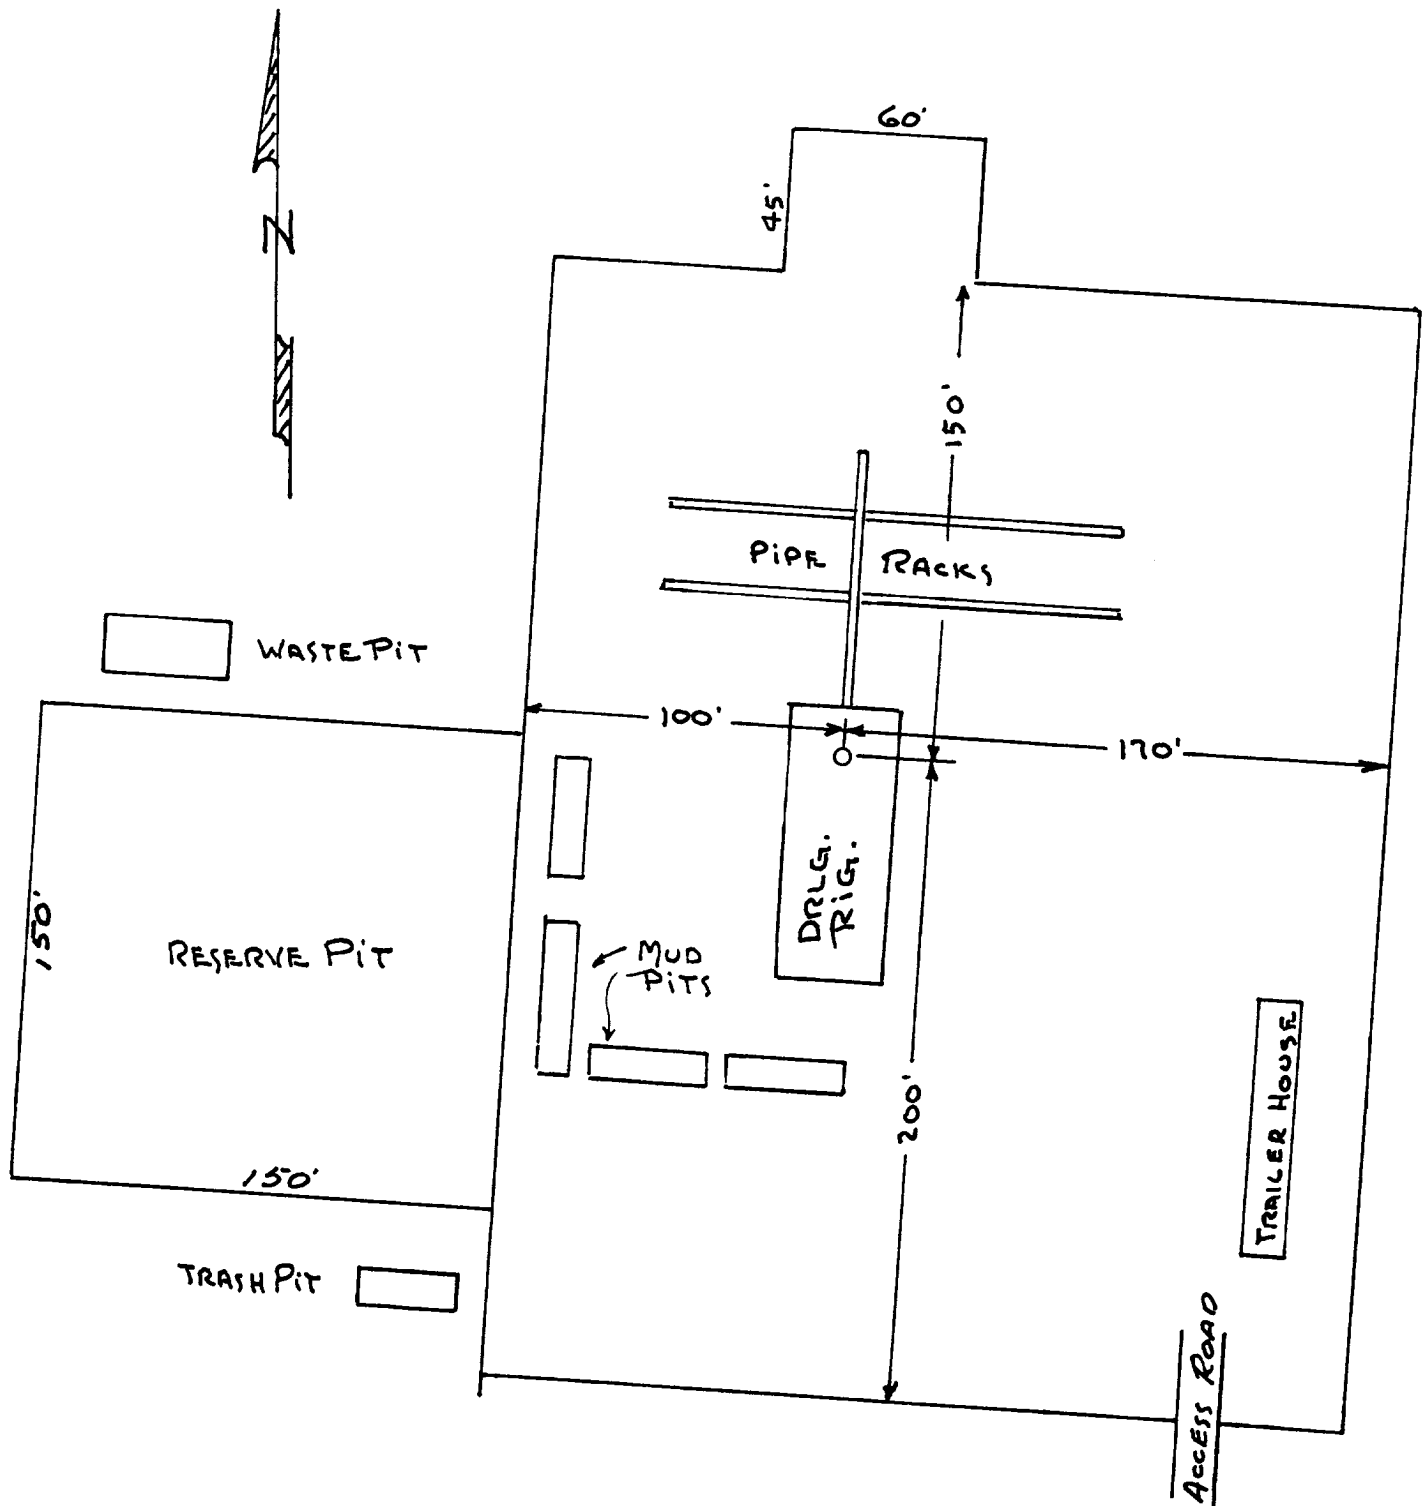 60'
45'
N
150'
PIPE RACKS
WASTE PIT
100'
170'
DRLG.
RIG.
150'
RESERVE PIT
MUD
PITS
TRAILER HOUSE
200'
150'
TRASH PIT
ACCESS ROAD